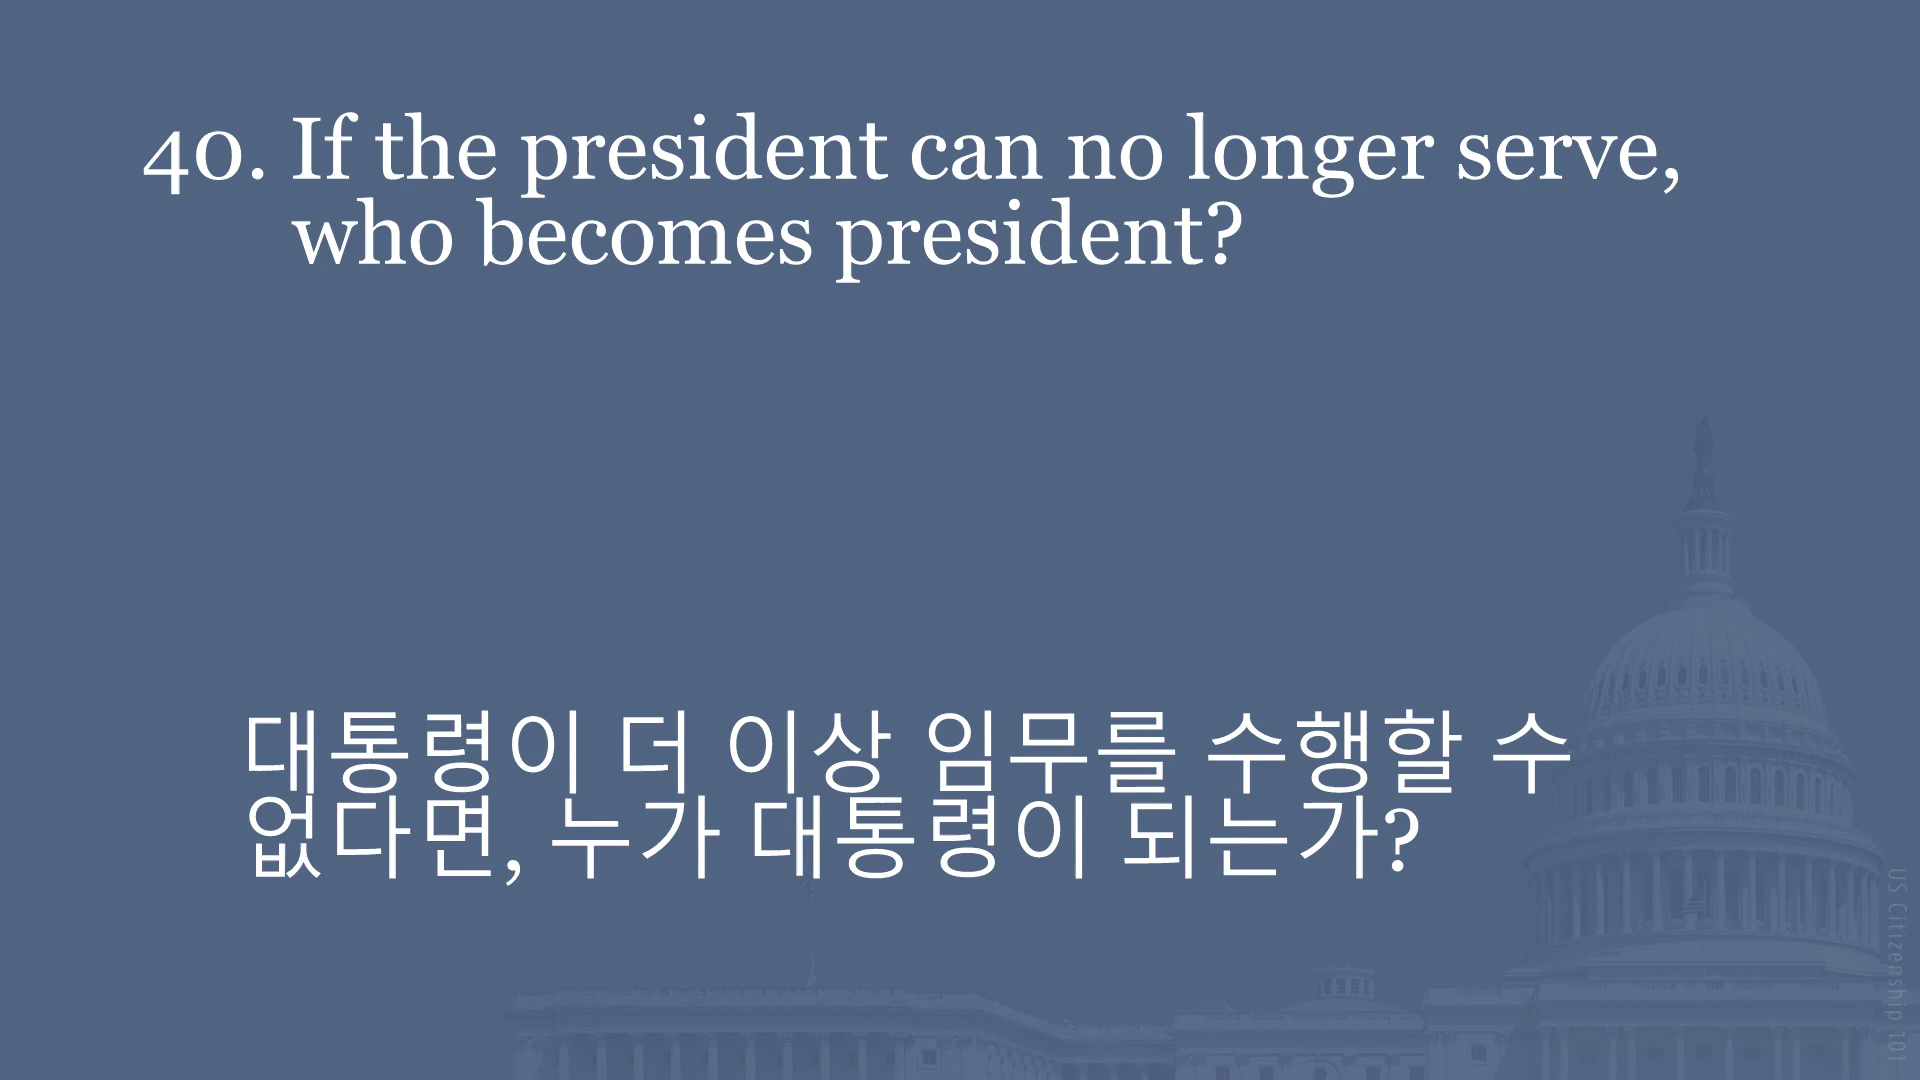 40. If the president can no longer serve,
who becomes president?
대통령이 더 이상 임무를 수행할 수
없다면, 누가 대통령이 되는가?
US Citizenship 101